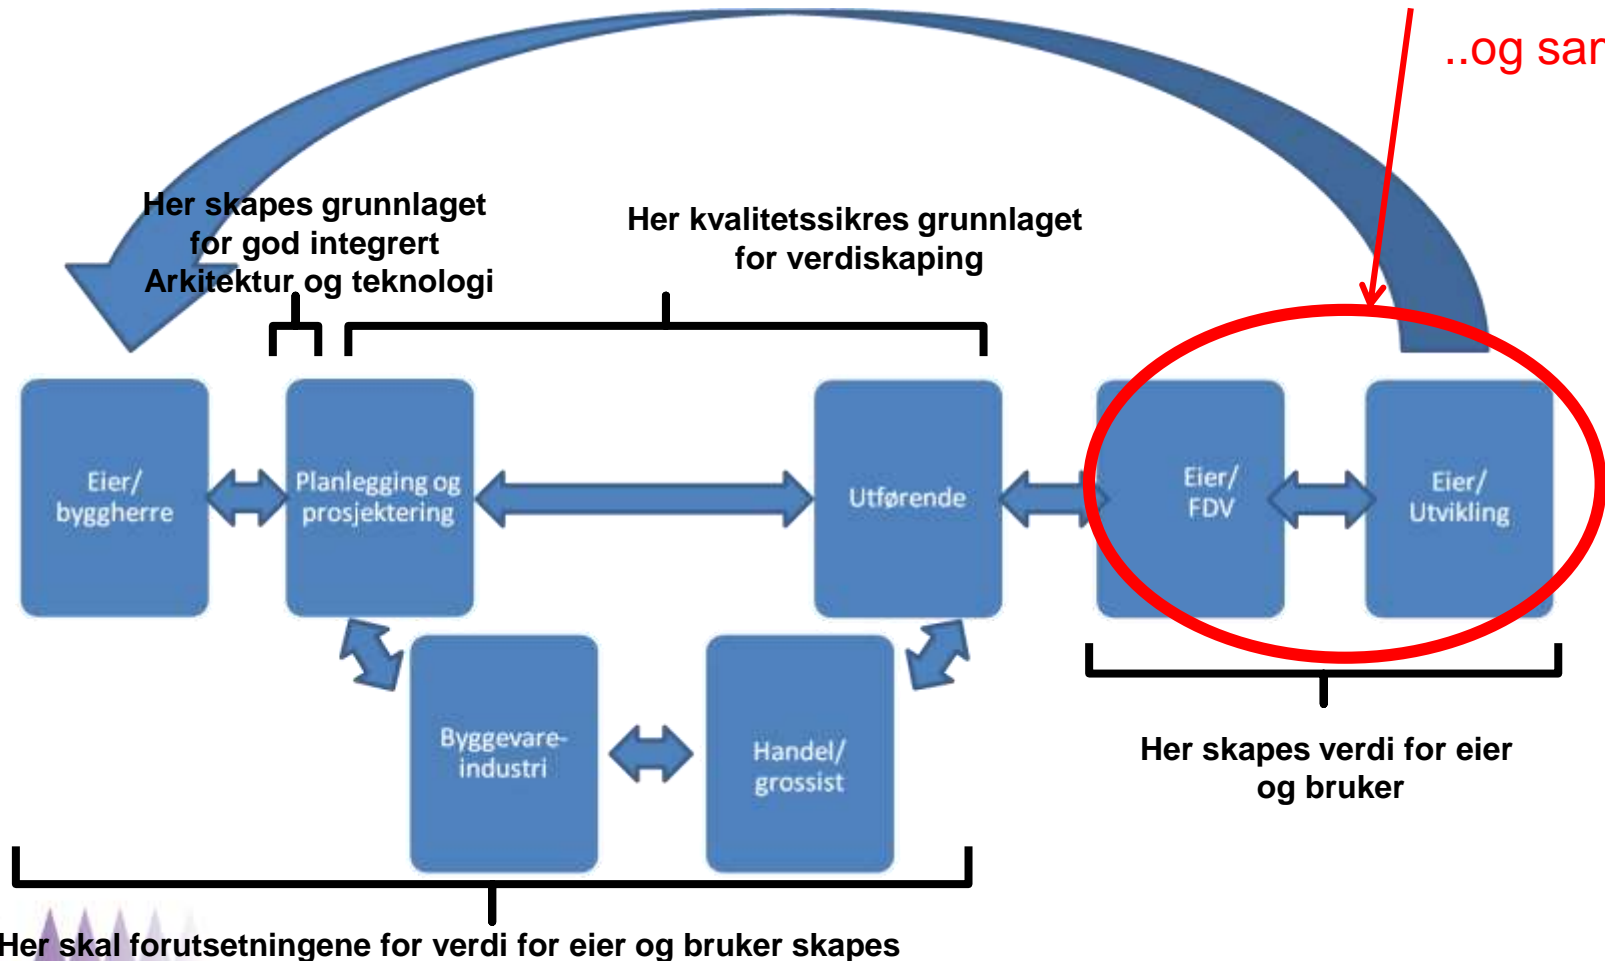 ..og
Her skapes grunnlaget
for god integrert
Arkitektur og teknologi
Her kvalitetssikres grunnlaget
for verdiskaping
Eier/
byggherre
Planlegging og
prosjektering
Utførende
Eier/
FDV
Eier/
Utvikling
Byggevare-
industri
Handel/
grossist
Her skapes verdi for eier
og bruker
Her skal forutsetningene for verdi for eier og bruker skapes